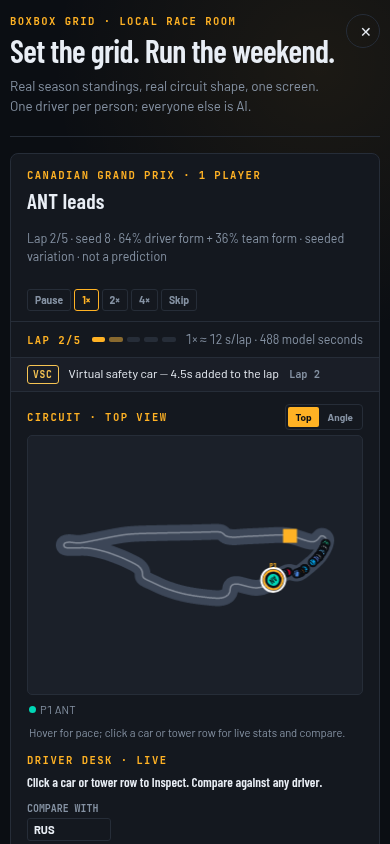 BOXBOX GRID · LOCAL RACE ROOM
×
Set the grid. Run the weekend.
Real season standings, real circuit shape, one screen.
One driver per person; everyone else is AI.
CANADIAN GRAND PRIX · 1 PLAYER
ANT leads
Lap 2/5 · seed 8 · 64% driver form + 36% team form · seeded
variation · not a prediction
Pause 1× 2× 4× Skip
LAP 2/5 1× ≈ 12 s/lap · 488 model seconds
VSC Virtual safety car — 4.5s added to the lap Lap 2
CIRCUIT · TOP VIEW Top Angle
P1 ANT
Hover for pace; click a car or tower row for live stats and compare.
DRIVER DESK · LIVE
Click a car or tower row to inspect. Compare against any driver.
COMPARE WITH
RUS